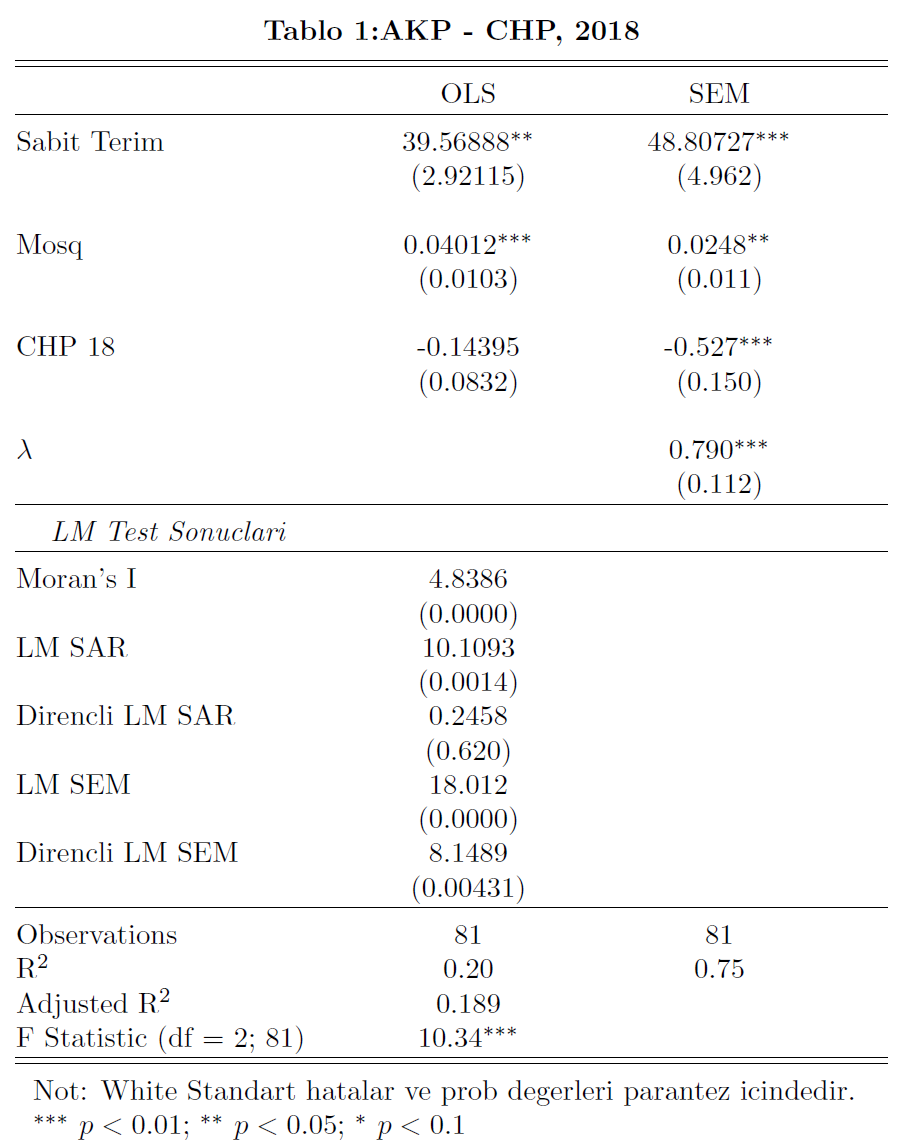 Tablo 1:AKP - CHP, 2018
OLS SEM
Sabit Terim 39.56888** 48.80727***
(2.92115) (4.962)
Mosq 0.04012*** 0.0248**
(0.0103) (0.011)
CHP 18 -0.14395 -0.527***
(0.0832) (0.150)
λ 0.790***
(0.112)
LM Test Sonuclari
Moran's I 4.8386
(0.0000)
LM SAR 10.1093
(0.0014)
Direncli LM SAR 0.2458
(0.620)
LM SEM 18.012
(0.0000)
Direncli LM SEM 8.1489
(0.00431)
Observations 81 81
R² 0.20 0.75
Adjusted R² 0.189
F Statistic (df = 2; 81) 10.34***
Not: White Standart hatalar ve prob degerleri parantez icindedir.
*** p < 0.01; ** p < 0.05; * p < 0.1